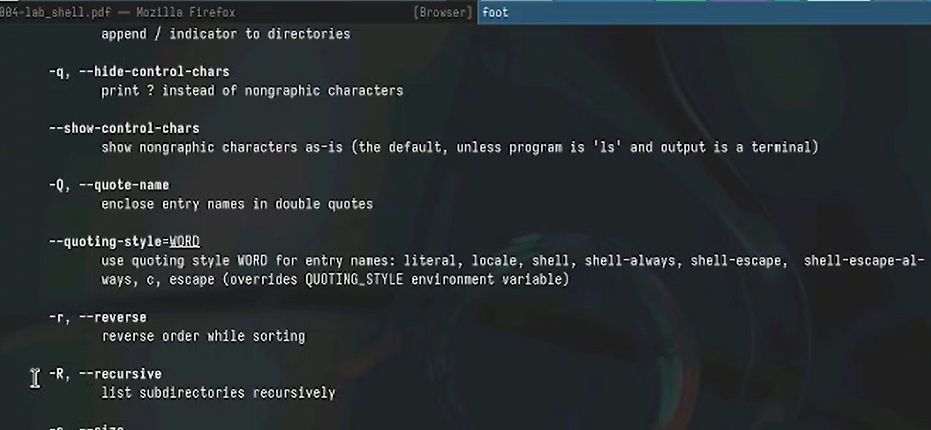 004-lab_shell.pdf — Mozilla Firefox [Browser] foot
append / indicator to directories
-q, --hide-control-chars
print ? instead of nongraphic characters
--show-control-chars
show nongraphic characters as-is (the default, unless program is 'ls' and output is a terminal)
-Q, --quote-name
enclose entry names in double quotes
--quoting-style=WORD
use quoting style WORD for entry names: literal, locale, shell, shell-always, shell-escape, shell-escape-al-
ways, c, escape (overrides QUOTING_STYLE environment variable)
-r, --reverse
reverse order while sorting
-R, --recursive
list subdirectories recursively
-s, --size